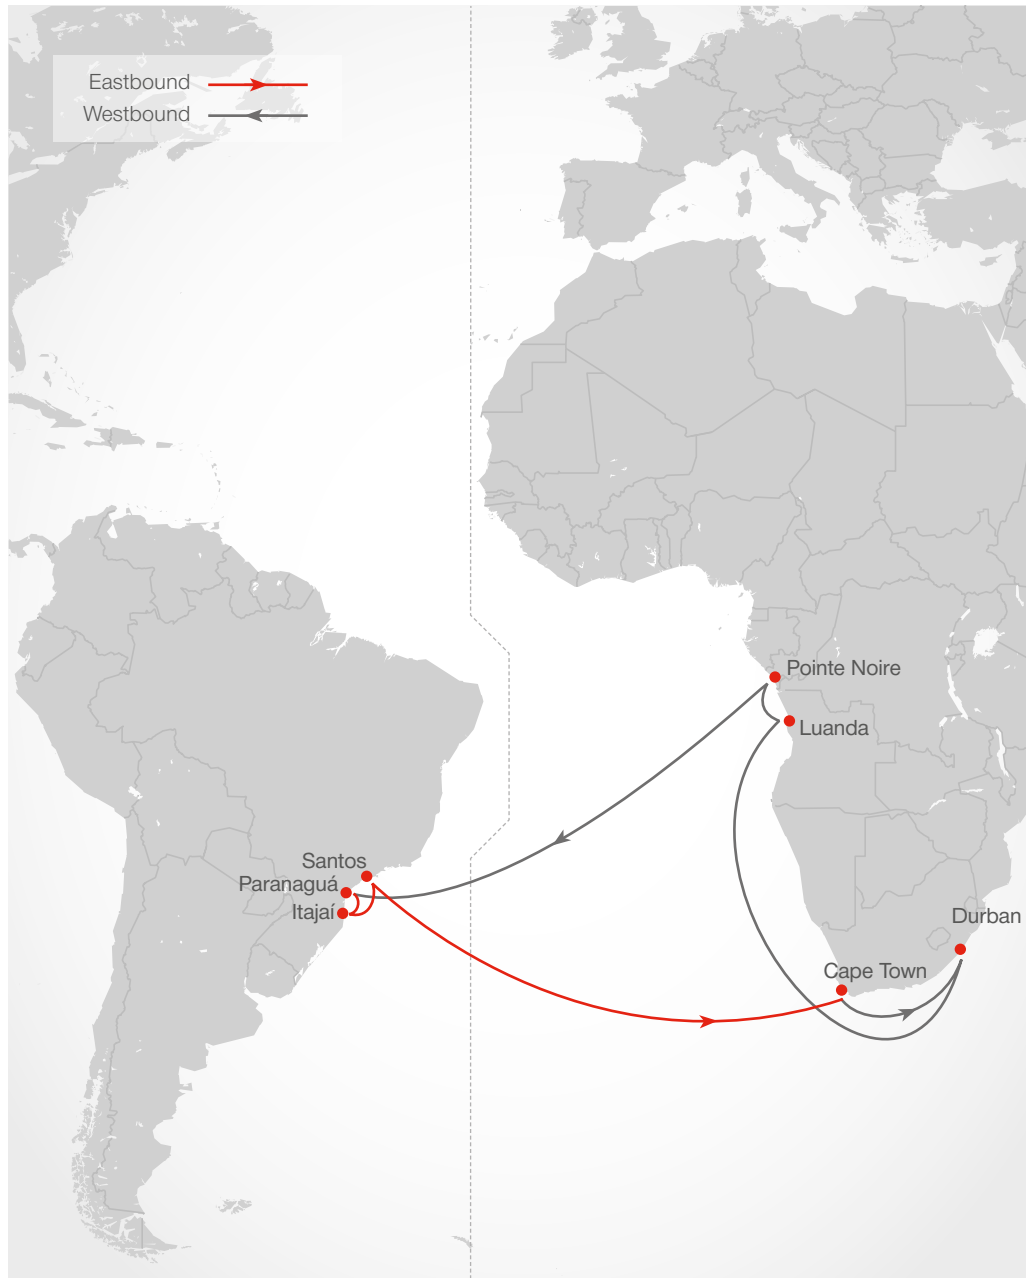 Eastbound
Westbound
Pointe Noire
Luanda
Santos
Paranaguá
Itajaí
Durban
Cape Town